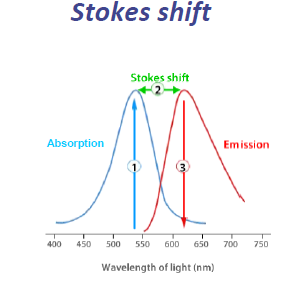 Stokes shift
Stokes shift
2
Absorption
Emission
1
3
400 450 500 550 600 650 700 750
Wavelength of light (nm)